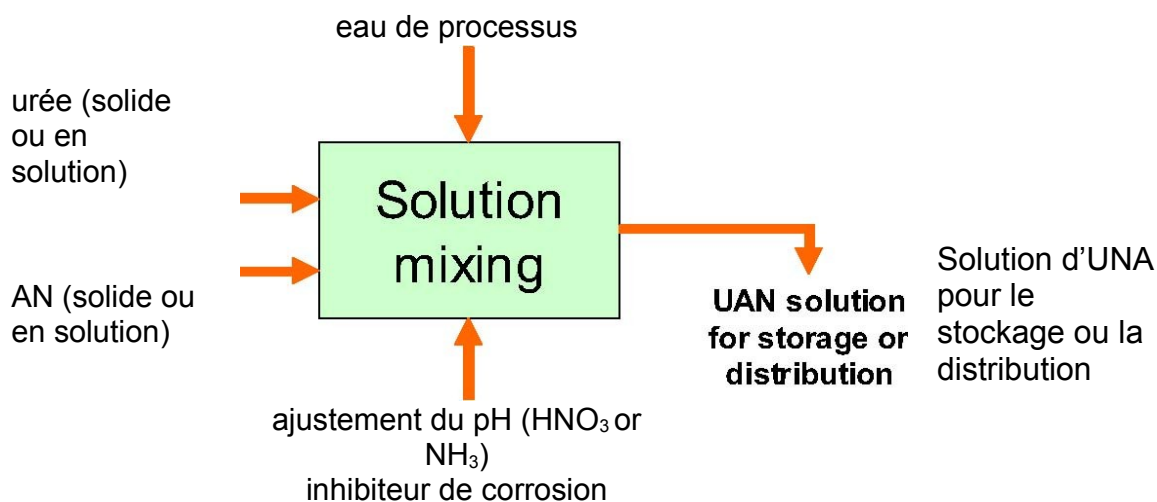 eau de processus
urée (solide
ou en
solution)
Solution
mixing
AN (solide ou
en solution)
UAN solution
for storage or
distribution
Solution d’UNA
pour le
stockage ou la
distribution
ajustement du pH (HNO₃ or
NH₃)
inhibiteur de corrosion